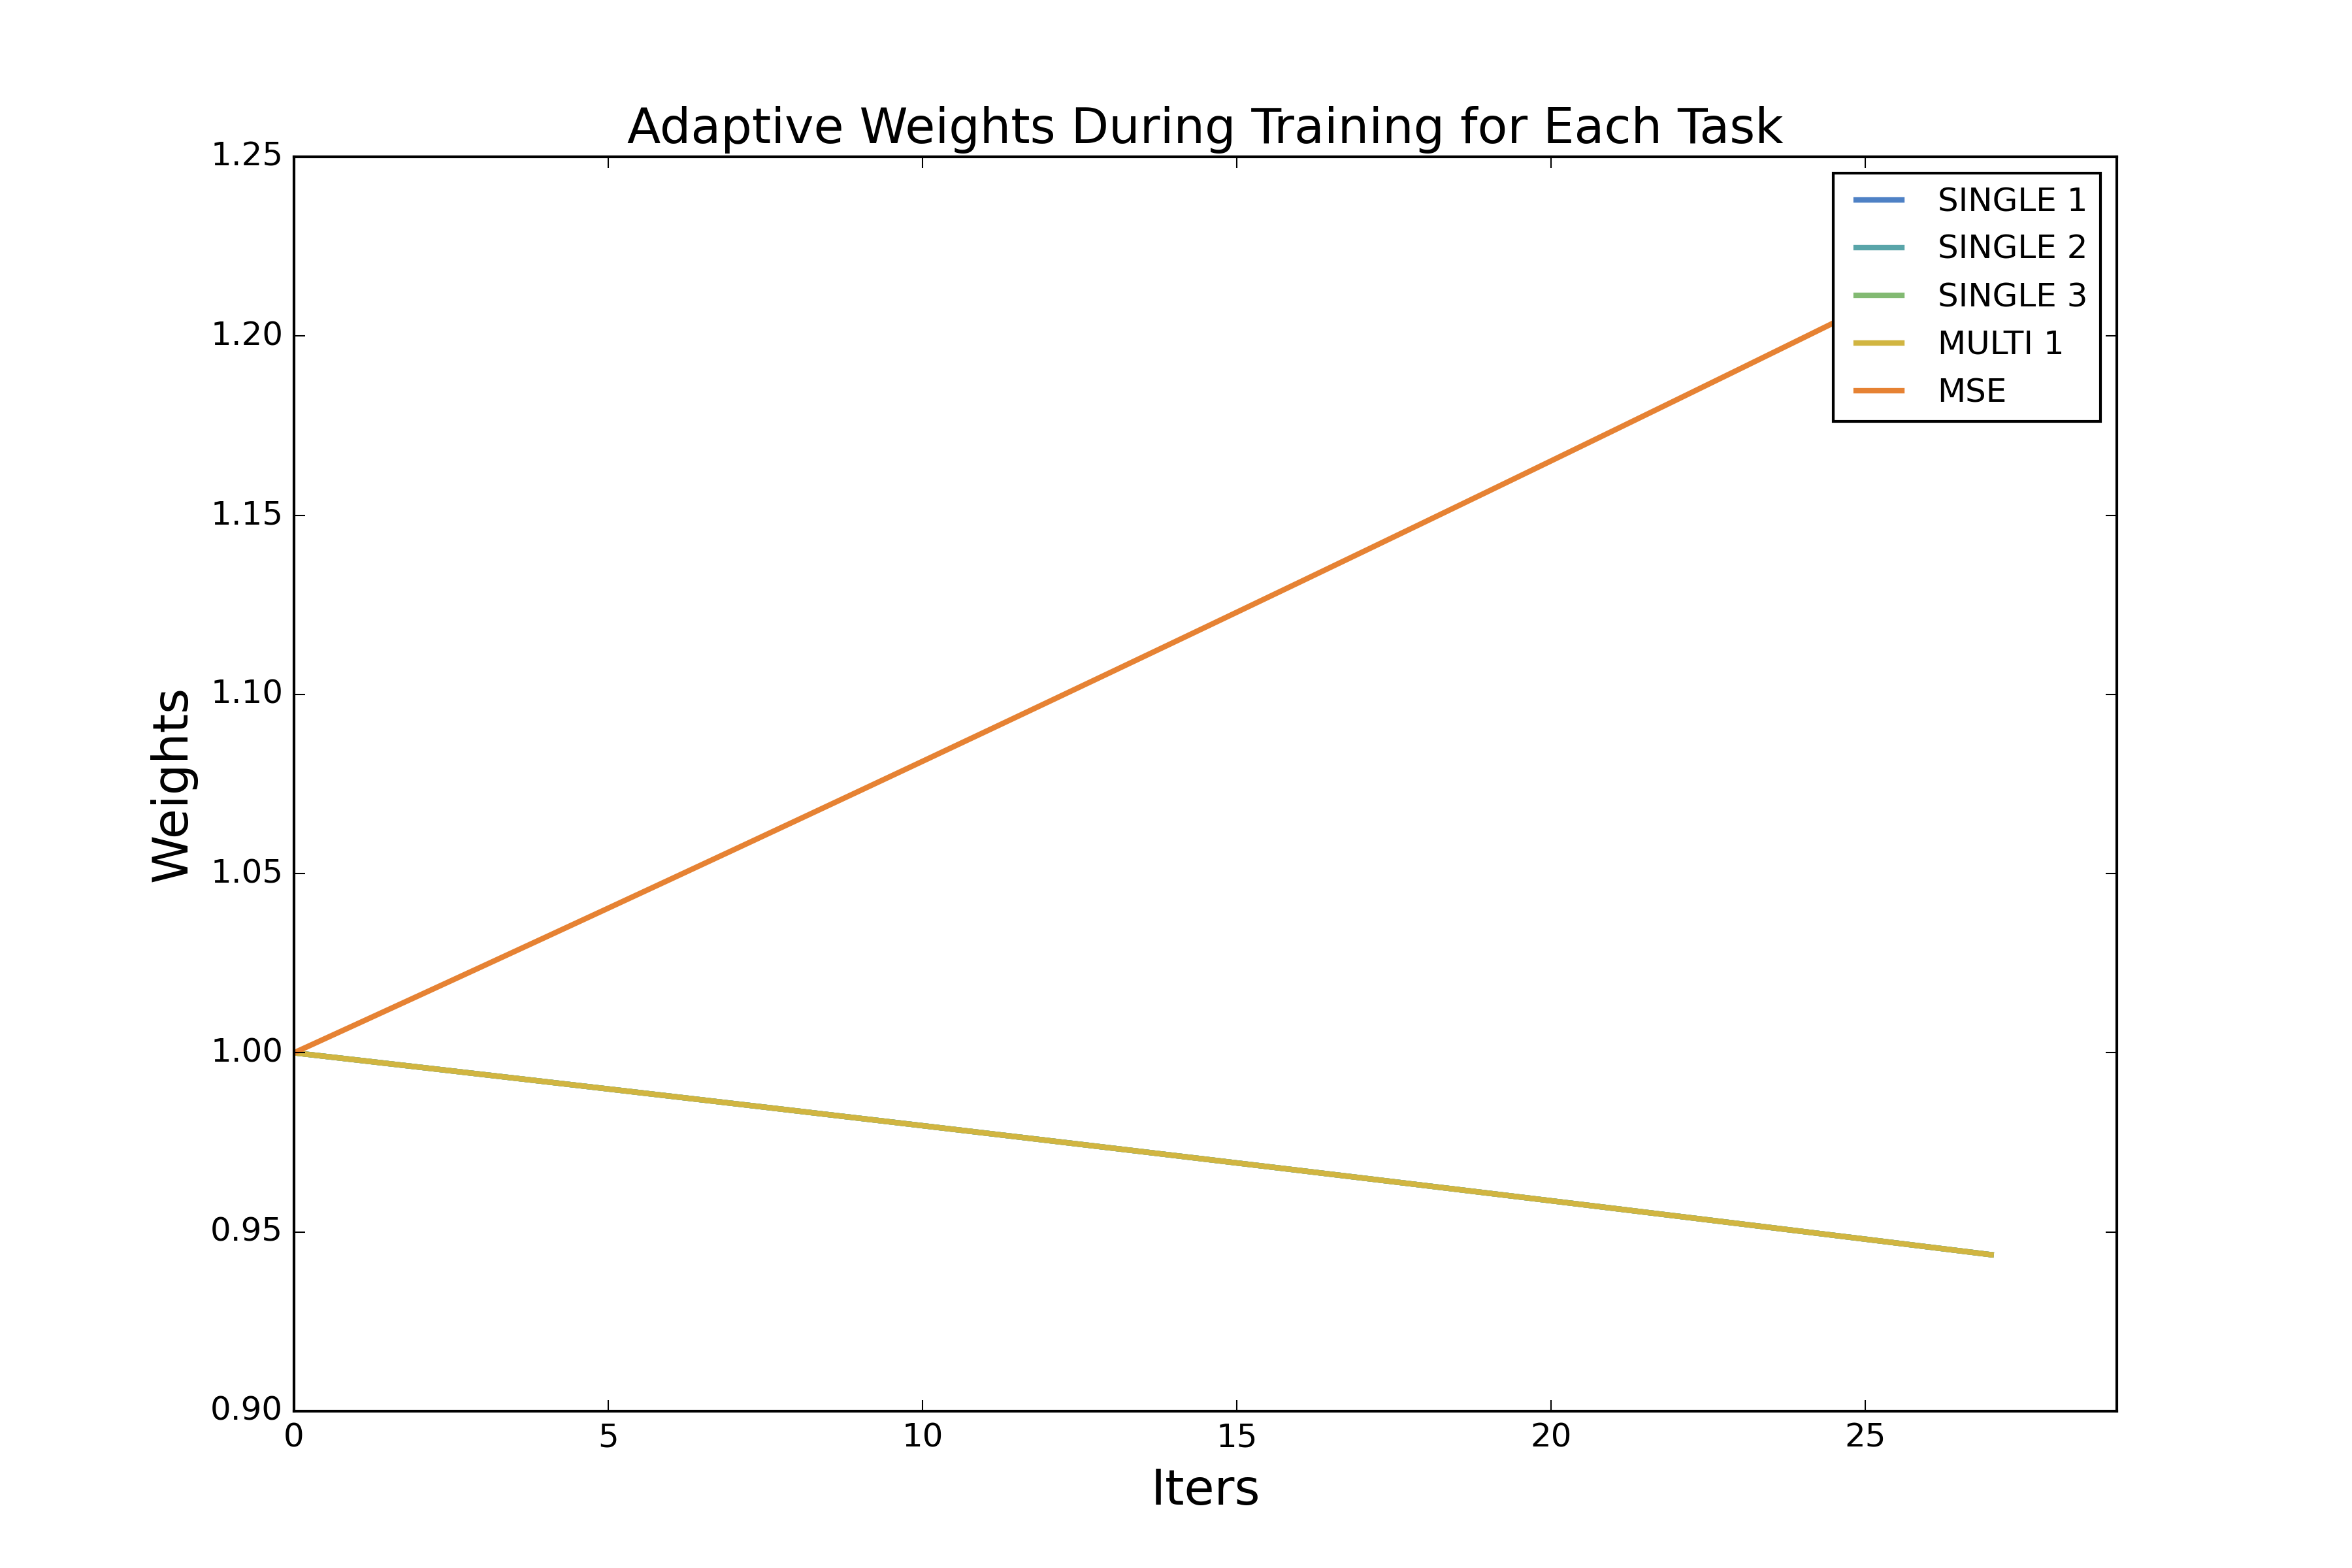 Adaptive Weights During Training for Each Task
1.25
1.20
1.15
1.10
1.05
1.00
0.95
0.90
Weights
SINGLE 1
SINGLE 2
SINGLE 3
MULTI 1
MSE
0 5 10 15 20 25
Iters